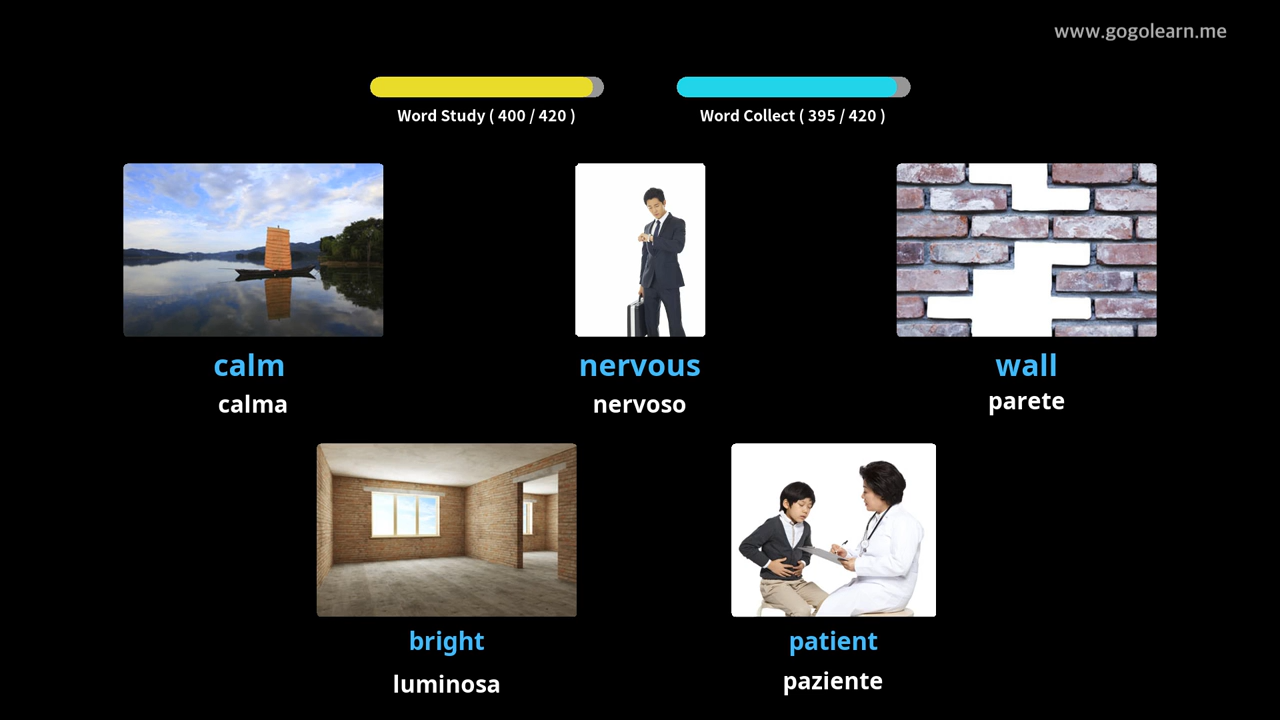 www.gogolearn.me
Word Study ( 400 / 420 )
Word Collect ( 395 / 420 )
calm
calma
nervous
nervoso
wall
parete
bright
luminosa
patient
paziente